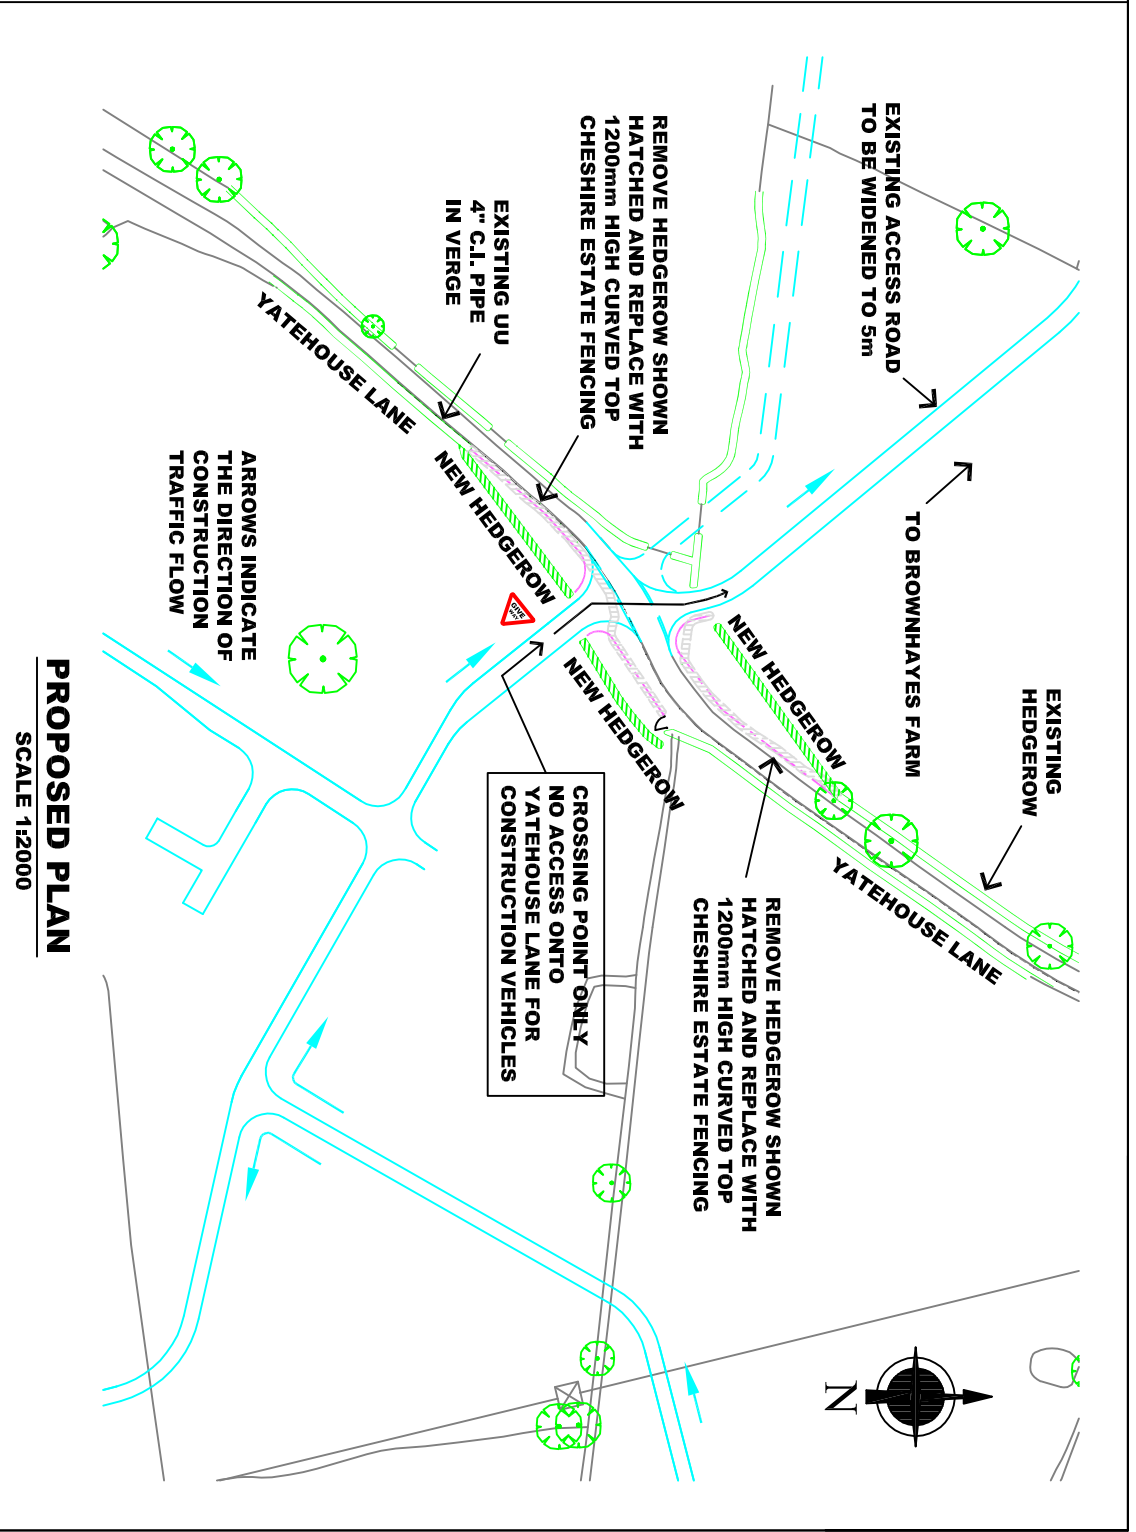 EXISTING ACCESS ROAD
TO BE WIDENED TO 5m
REMOVE HEDGEROW SHOWN
HATCHED AND REPLACE WITH
1200mm HIGH CURVED TOP
CHESHIRE ESTATE FENCING
EXISTING UU
4" C.I. PIPE
IN VERGE
YATEHOUSE LANE
ARROWS INDICATE
THE DIRECTION OF
CONSTRUCTION
TRAFFIC FLOW
NEW HEDGEROW
GIVE
WAY
NEW HEDGEROW
NEW HEDGEROW
TO BROWNHAYES FARM
EXISTING
HEDGEROW
YATEHOUSE LANE
CROSSING POINT ONLY
NO ACCESS ONTO
YATEHOUSE LANE FOR
CONSTRUCTION VEHICLES
REMOVE HEDGEROW SHOWN
HATCHED AND REPLACE WITH
1200mm HIGH CURVED TOP
CHESHIRE ESTATE FENCING
N
PROPOSED PLAN
SCALE 1:2000